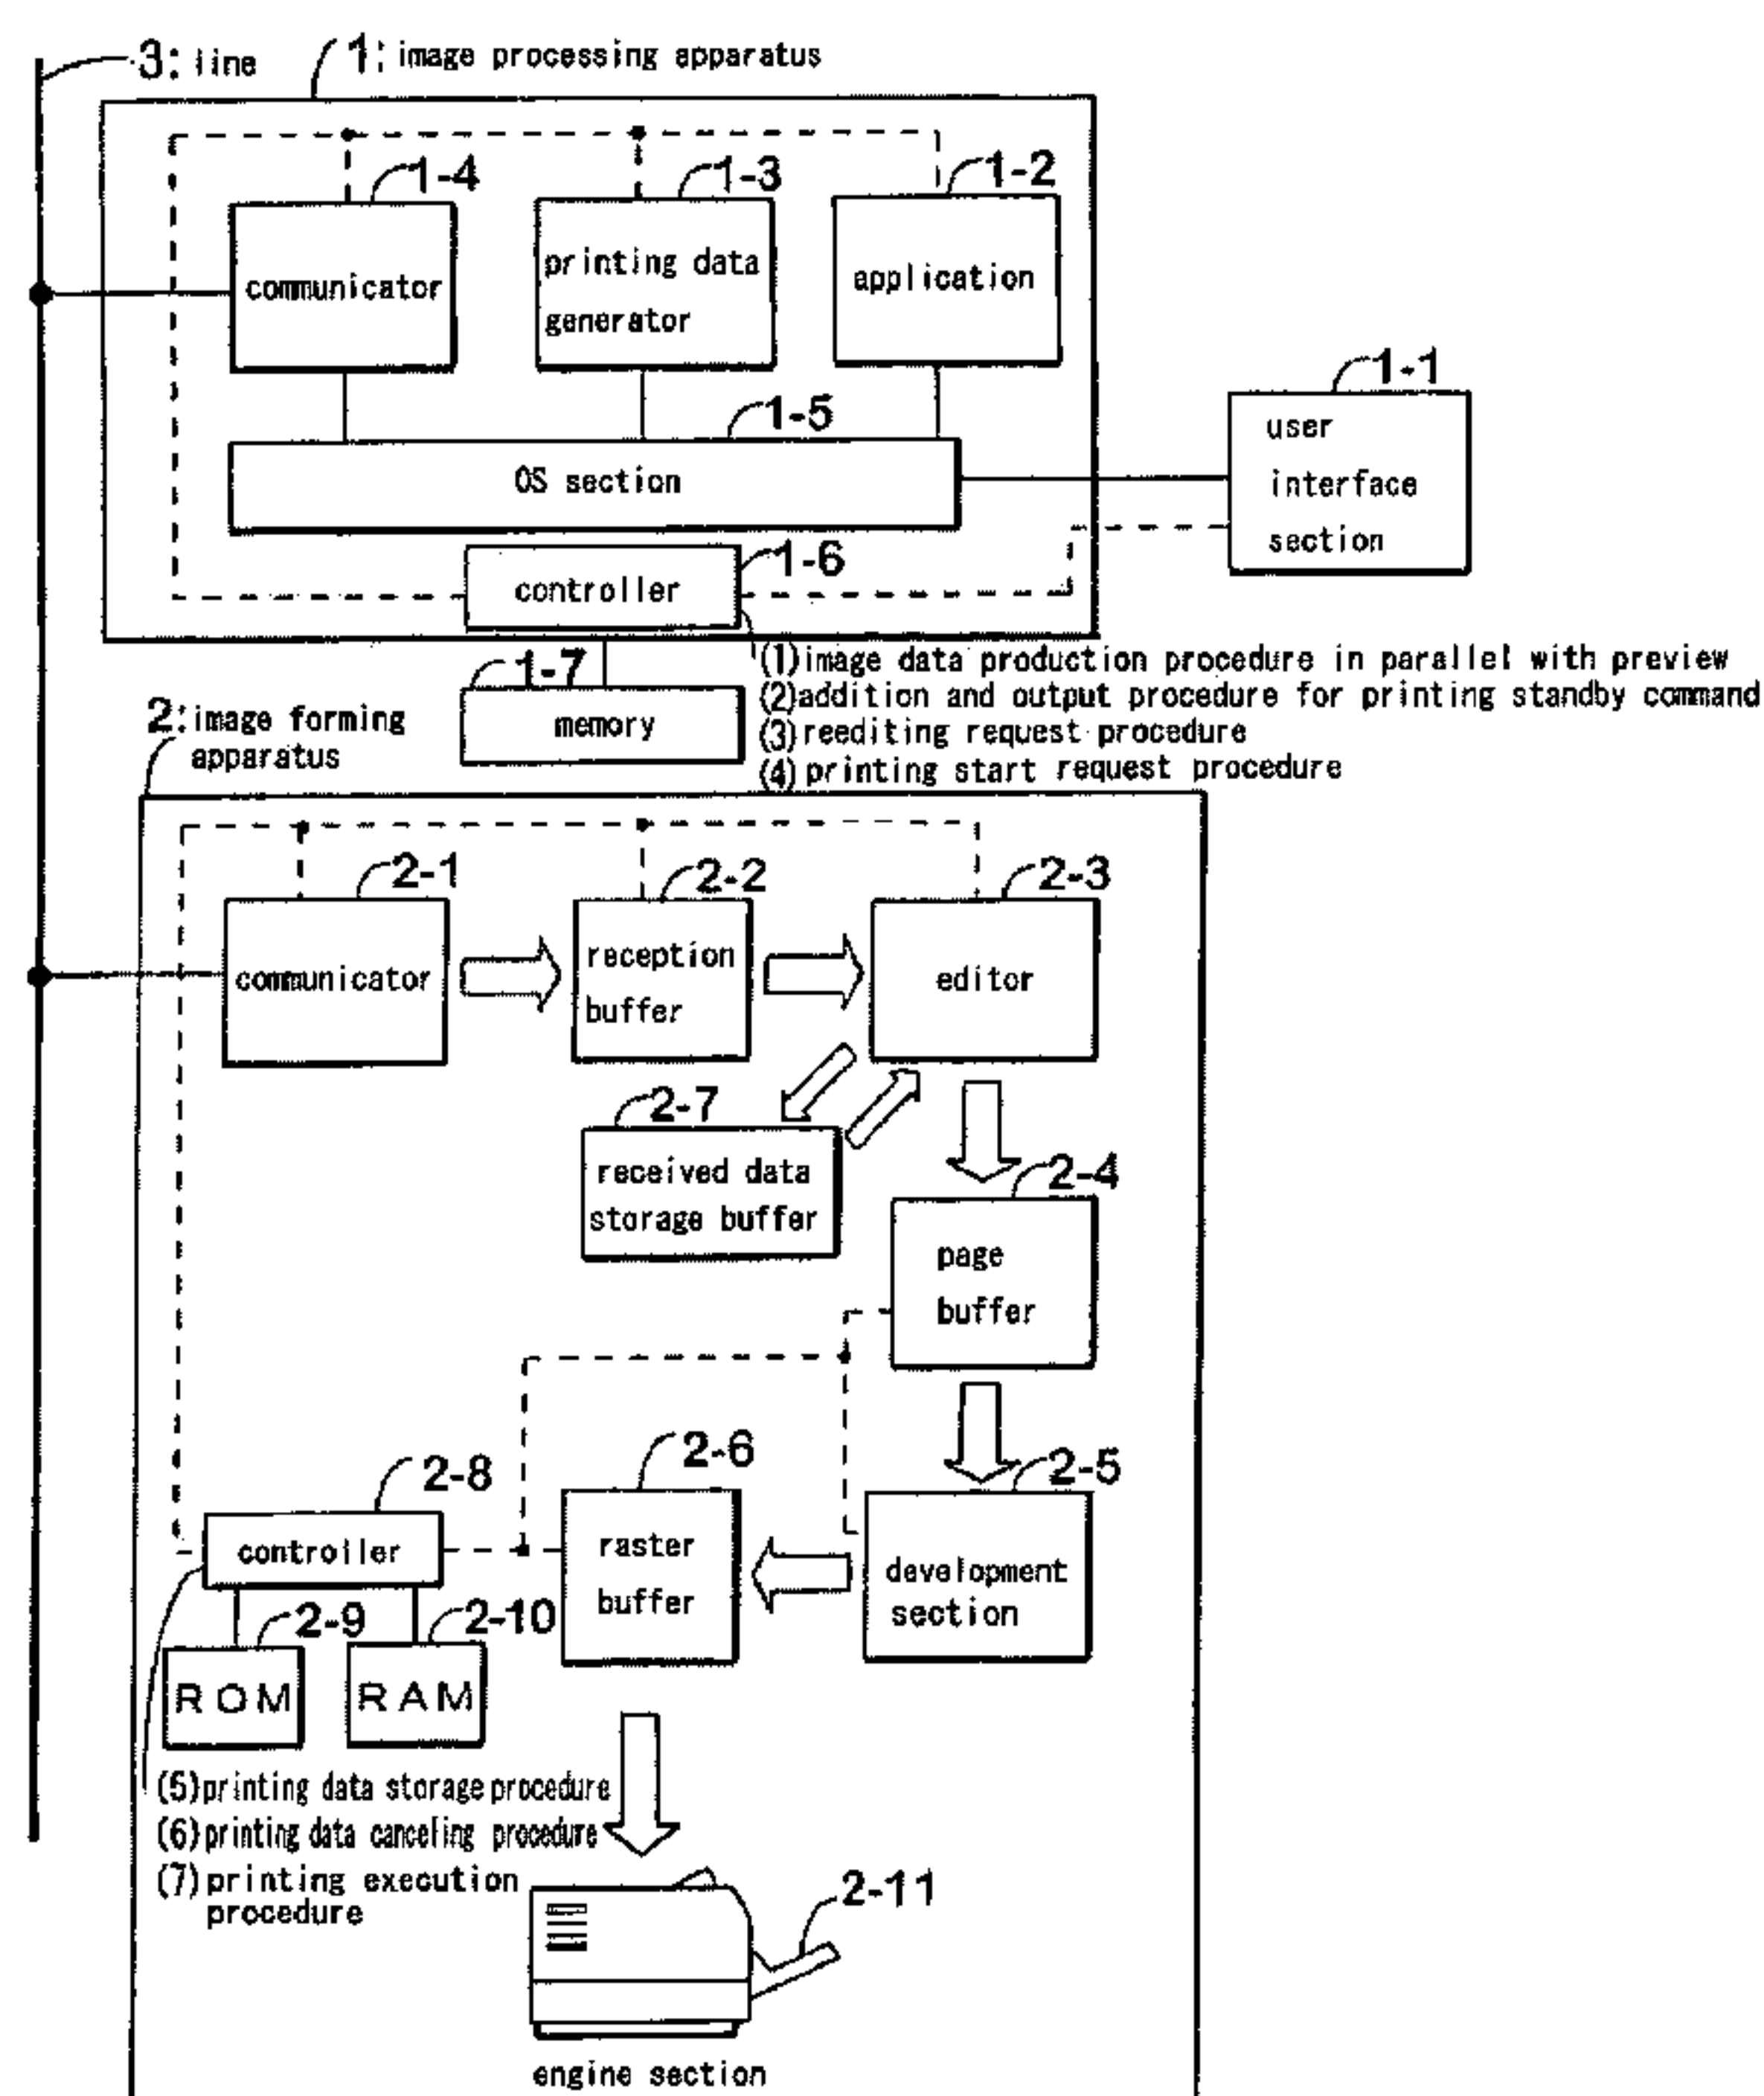 3: line
1: image processing apparatus
1-4
1-3
1-2
communicator
printing data
generator
application
1-1
user
interface
section
1-5
OS section
1-6
controller
1-7
memory
(1)image data production procedure in parallel with preview
(2)addition and output procedure for printing standby command
(3)reediting request procedure
(4)printing start request procedure
2:image forming
apparatus
2-1
2-2
2-3
communicator
reception
buffer
editor
2-7
received data
storage buffer
2-4
page
buffer
2-8
2-6
2-5
controller
raster
buffer
development
section
2-9
2-10
ROM
RAM
(5)printing data storage procedure
(6)printing data canceling procedure
(7)printing execution
procedure
2-11
engine section